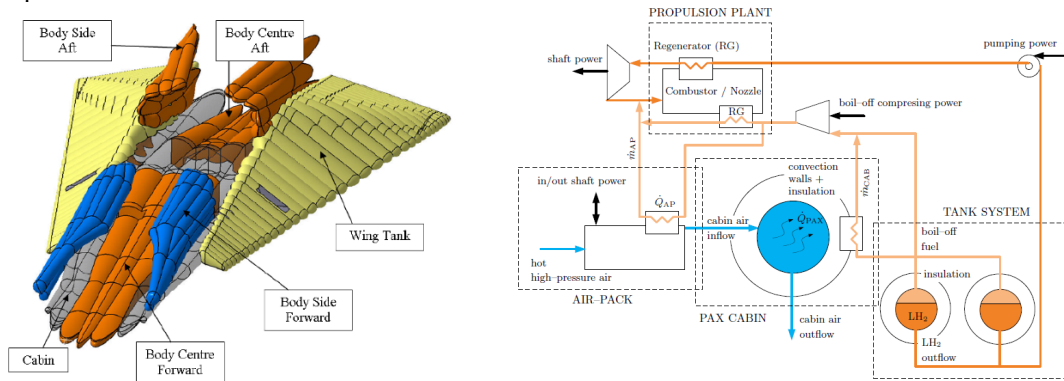 Body Side
Aft
Body Centre
Aft
Wing Tank
Body Side
Forward
Cabin
Body Centre
Forward
PROPULSION PLANT
Regenerator (RG)
shaft power
pumping power
Combustor / Nozzle
RG
boil–off compresing power
ṁAP
in/out shaft power
convection
walls +
insulation
ṁCAB
Q̇AP
Q̇PAX
TANK SYSTEM
cabin air
inflow
boil–off
fuel
hot
high–pressure air
insulation
LH2
AIR–PACK
PAX CABIN
cabin air
outflow
LH2
outflow